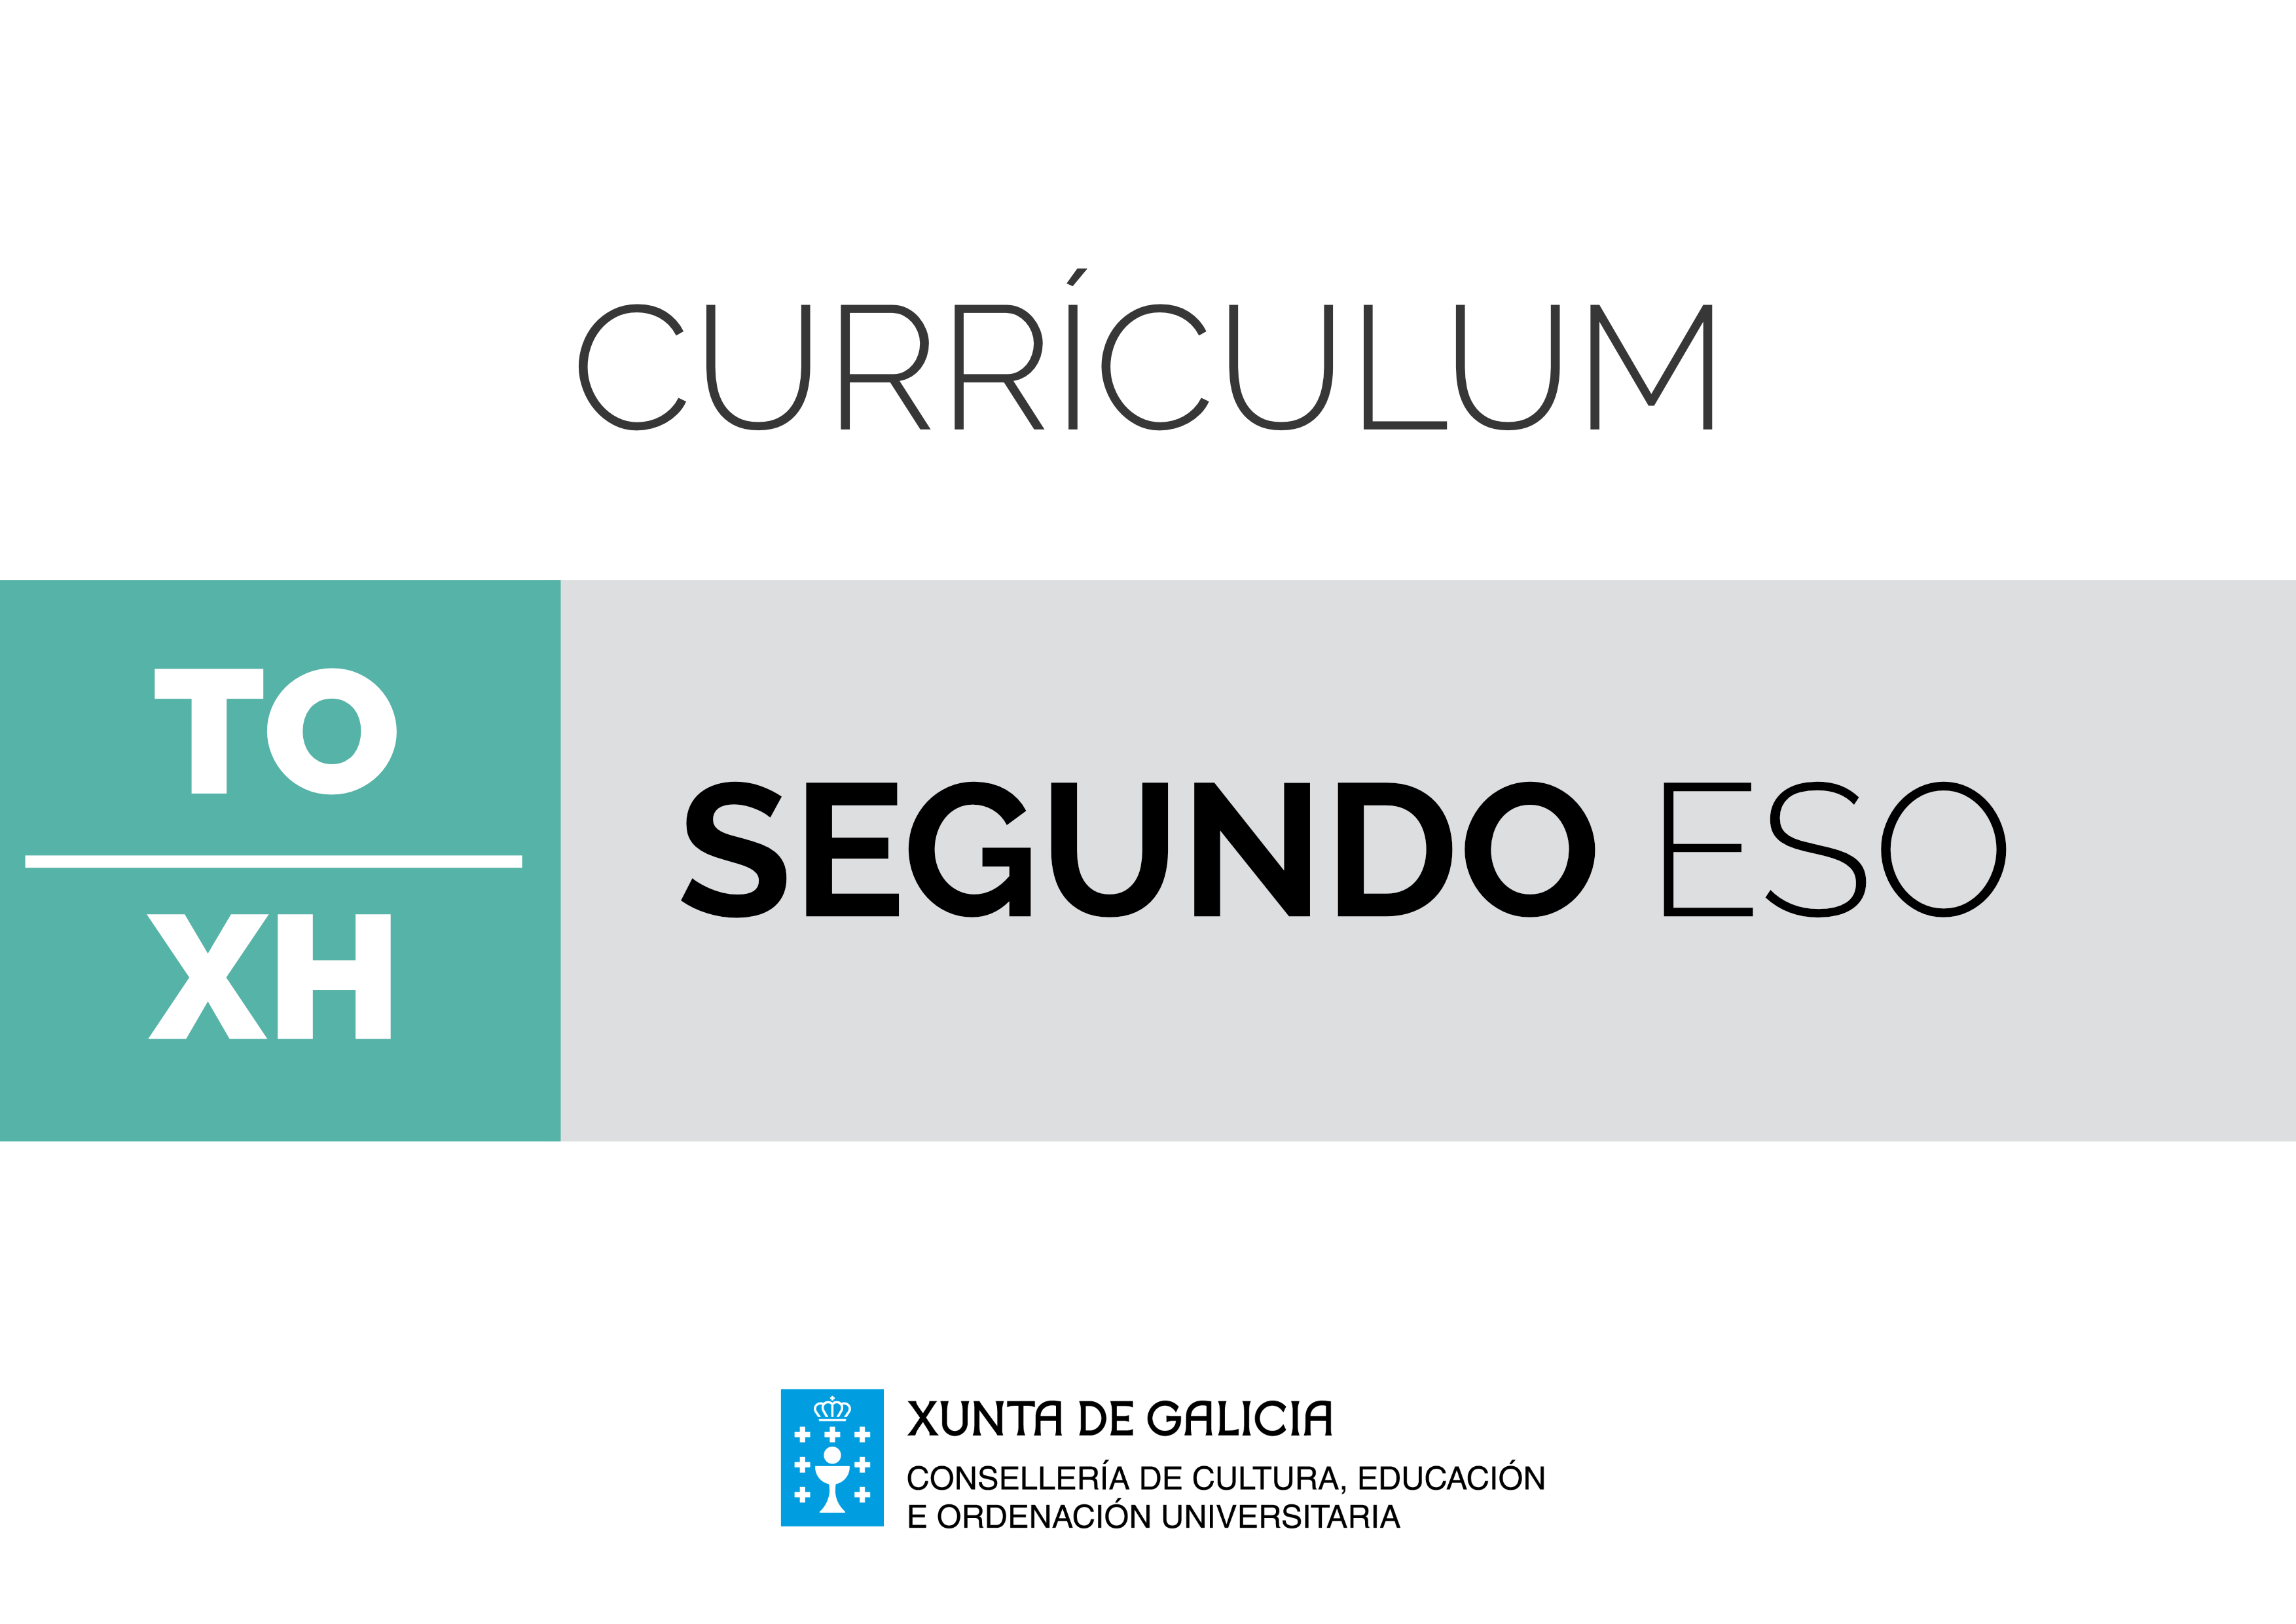 CURRÍCULUM
TO
XH
SEGUNDO ESO
XUNTA DE GALICIA
CONSELLERÍA DE CULTURA, EDUCACIÓN
E ORDENACIÓN UNIVERSITARIA